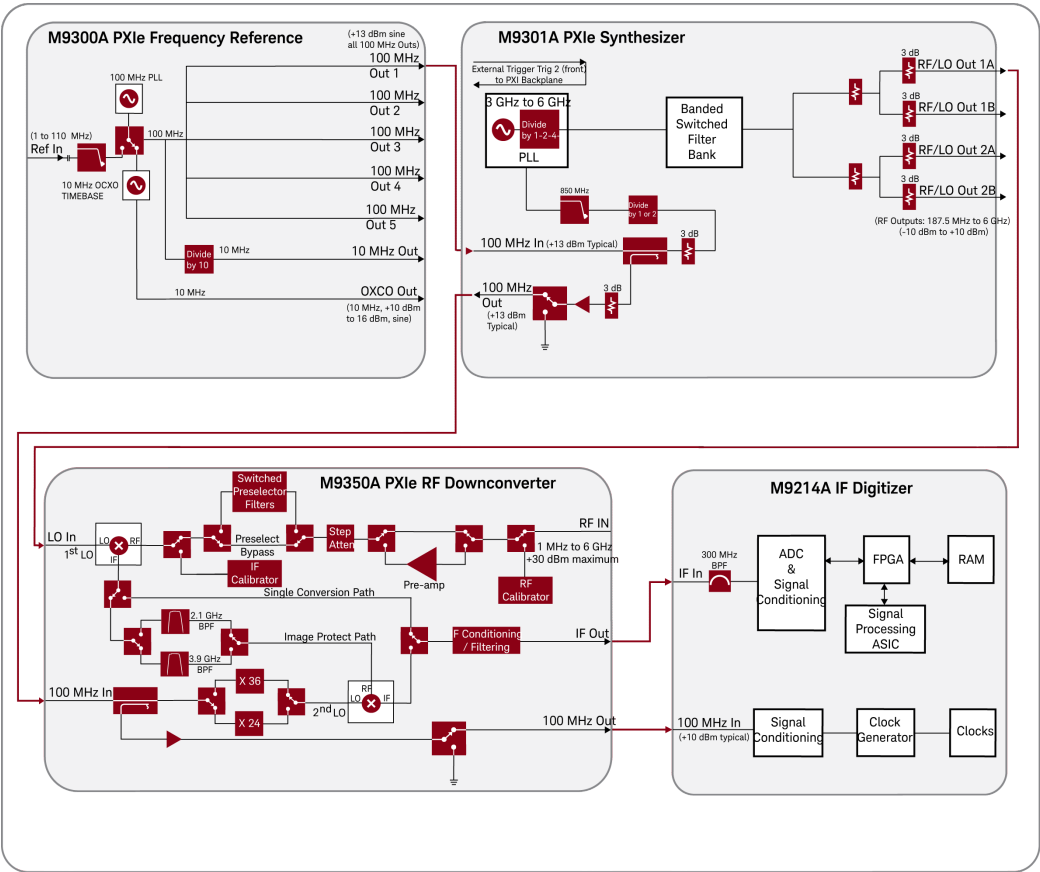 M9300A PXIe Frequency Reference
(+13 dBm sine
all 100 MHz Outs)
100 MHz
Out 1
100 MHz PLL
100 MHz
Out 2
(1 to 110 MHz)
Ref In
100 MHz
100 MHz
Out 3
10 MHz OCXO
TIMEBASE
100 MHz
Out 4
100 MHz
Out 5
Divide
by 10
10 MHz
10 MHz Out
10 MHz
OXCO Out
(10 MHz, +10 dBm
to 16 dBm, sine)
M9301A PXIe Synthesizer
External Trigger Trig 2 (front)
to PXI Backplane
3 GHz to 6 GHz
Divide
by 1-2-4-
PLL
Banded
Switched
Filter
Bank
3 dB
RF/LO Out 1A
3 dB
RF/LO Out 1B
3 dB
RF/LO Out 2A
3 dB
RF/LO Out 2B
(RF Outputs: 187.5 MHz to 6 GHz)
(-10 dBm to +10 dBm)
850 MHz
Divide
by 1 or 2
100 MHz In (+13 dBm Typical)
3 dB
100 MHz
Out
(+13 dBm
Typical)
3 dB
M9350A PXIe RF Downconverter
Switched
Preselector
Filters
LO In
1st LO
LO
RF
IF
Preselect
Bypass
IF
Calibrator
Step
Atten
Pre-amp
RF IN
1 MHz to 6 GHz
+30 dBm maximum
RF
Calibrator
Single Conversion Path
2.1 GHz
BPF
3.9 GHz
BPF
Image Protect Path
F Conditioning
/ Filtering
IF Out
100 MHz In
X 36
X 24
2nd LO
RF
LO
IF
100 MHz Out
M9214A IF Digitizer
IF In
300 MHz
BPF
ADC
&
Signal
Conditioning
FPGA
RAM
Signal
Processing
ASIC
100 MHz In
(+10 dBm typical)
Signal
Conditioning
Clock
Generator
Clocks